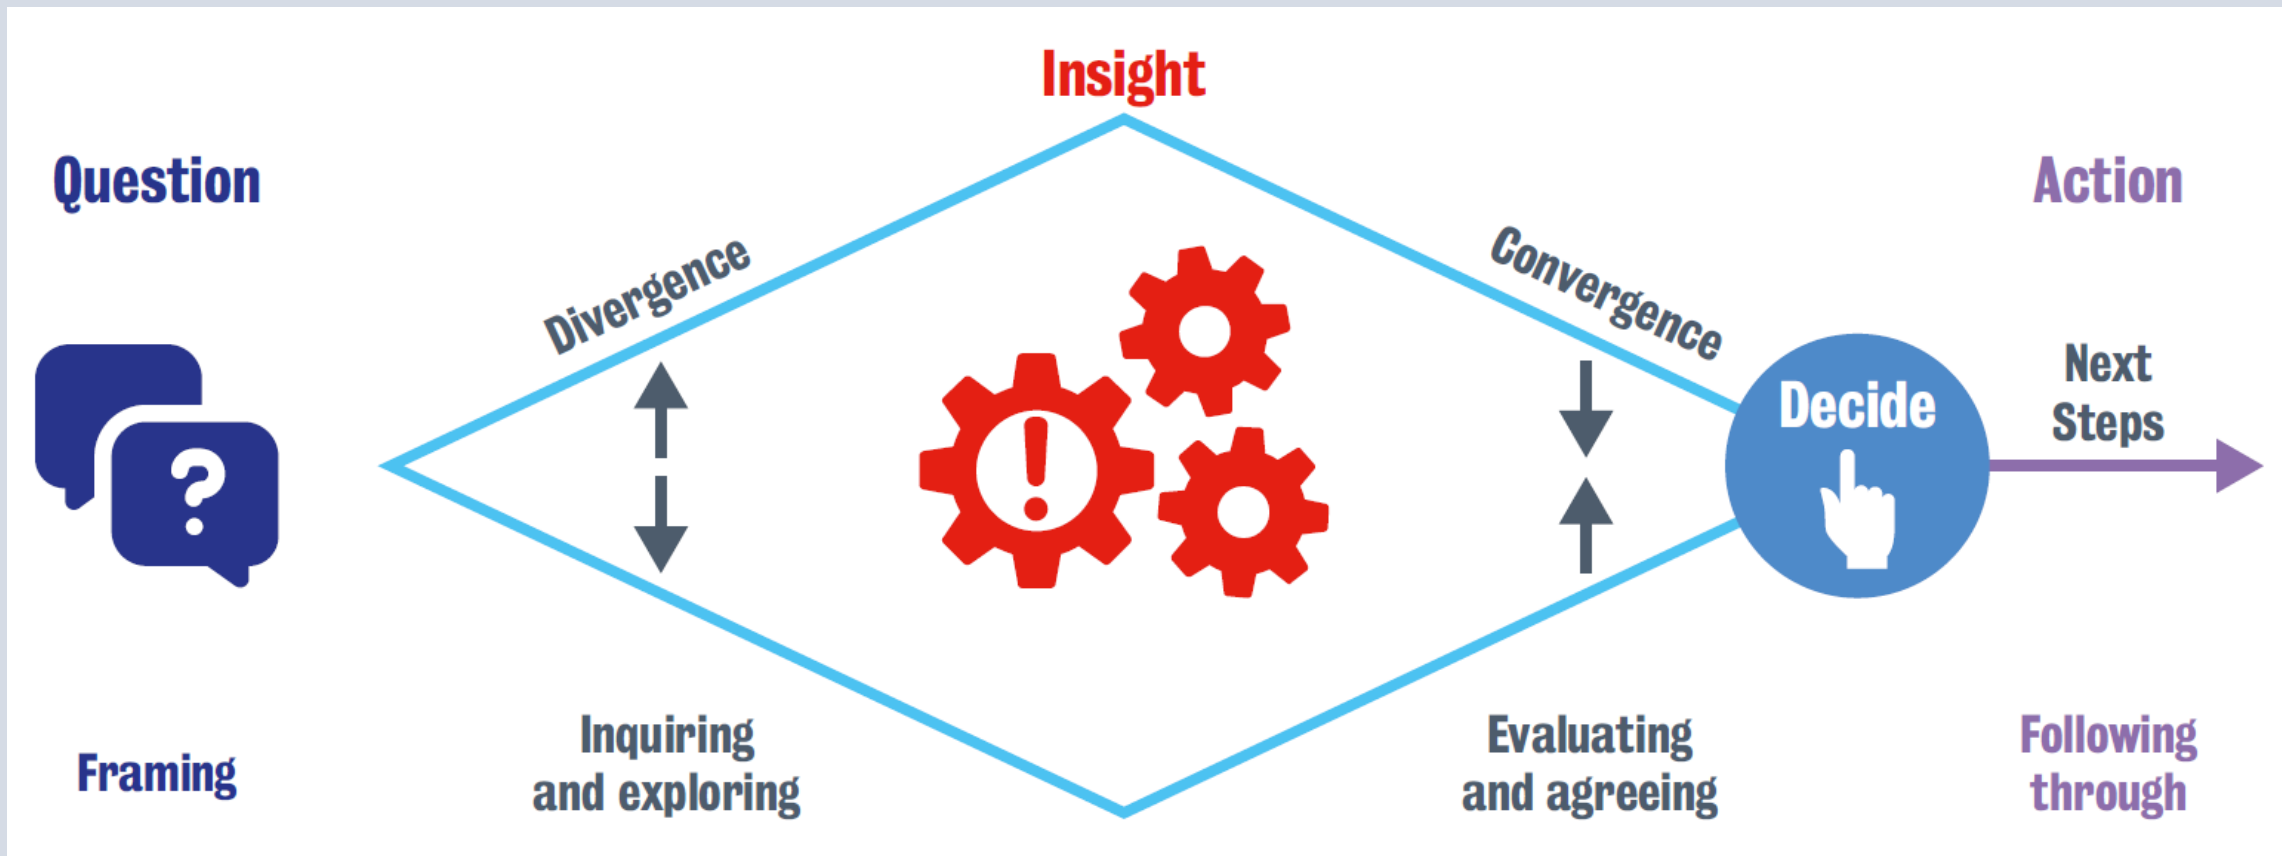 Insight
Question
Action
Divergence
Convergence
?
!
Decide
Next
Steps
Framing
Inquiring
and exploring
Evaluating
and agreeing
Following
through